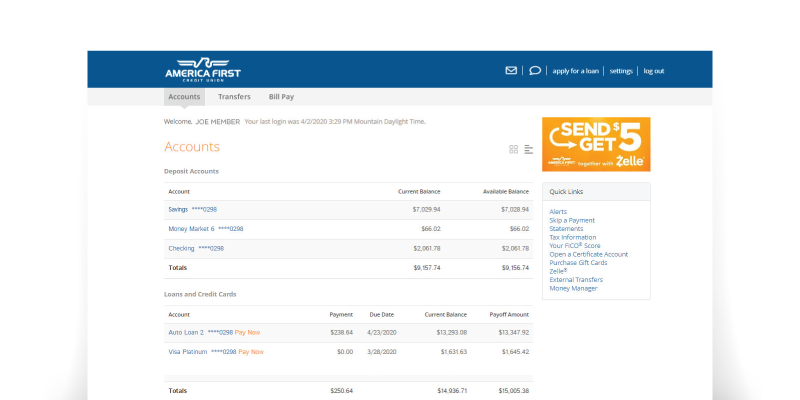 AMERICA FIRST
CREDIT UNION
apply for a loan | settings | log out
Accounts Transfers Bill Pay
Welcome, JOE MEMBER Your last login was 4/2/2020 3:29 PM Mountain Daylight Time.
Accounts
Deposit Accounts
Account Current Balance Available Balance
Savings ****0298 $7,029.94 $7,028.94
Money Market 6 ****0298 $66.02 $66.02
Checking ****0298 $2,061.78 $2,061.78
Totals $9,157.74 $9,156.74
Loans and Credit Cards
Account Payment Due Date Current Balance Payoff Amount
Auto Loan 2 ****0298 Pay Now $238.64 4/23/2020 $13,293.08 $13,347.92
Visa Platinum ****0298 Pay Now $0.00 3/28/2020 $1,631.63 $1,645.42
Totals $250.64 $14,936.71 $15,005.38
SEND $5
GET
AMERICA FIRST together with Zelle®
Quick Links
Alerts
Skip a Payment
Statements
Tax Information
Your FICO® Score
Open a Certificate Account
Purchase Gift Cards
Zelle®
External Transfers
Money Manager